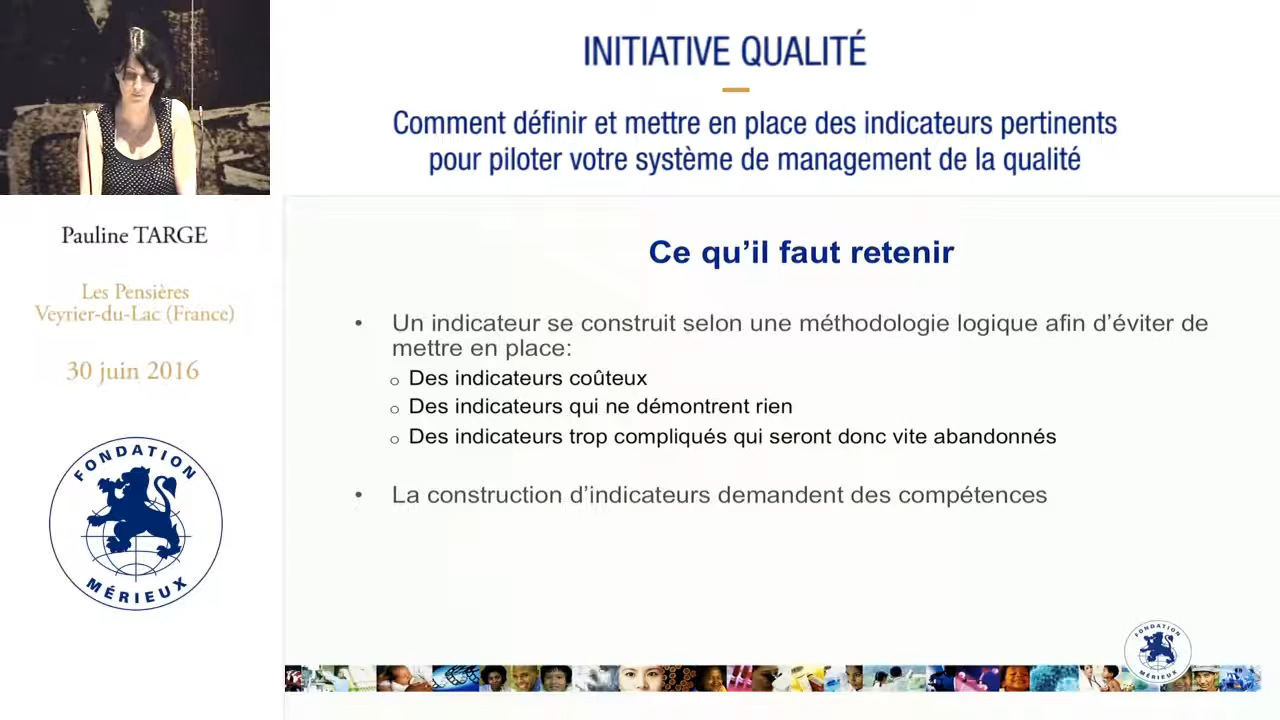 INITIATIVE QUALITÉ
Comment définir et mettre en place des indicateurs pertinents
pour piloter votre système de management de la qualité
Pauline TARGE
Les Pensières
Veyrier-du-Lac (France)
30 juin 2016
FONDATION
MÉRIEUX
Ce qu’il faut retenir
• Un indicateur se construit selon une méthodologie logique afin d’éviter de
mettre en place:
o Des indicateurs coûteux
o Des indicateurs qui ne démontrent rien
o Des indicateurs trop compliqués qui seront donc vite abandonnés
• La construction d’indicateurs demandent des compétences
FONDATION
MÉRIEUX